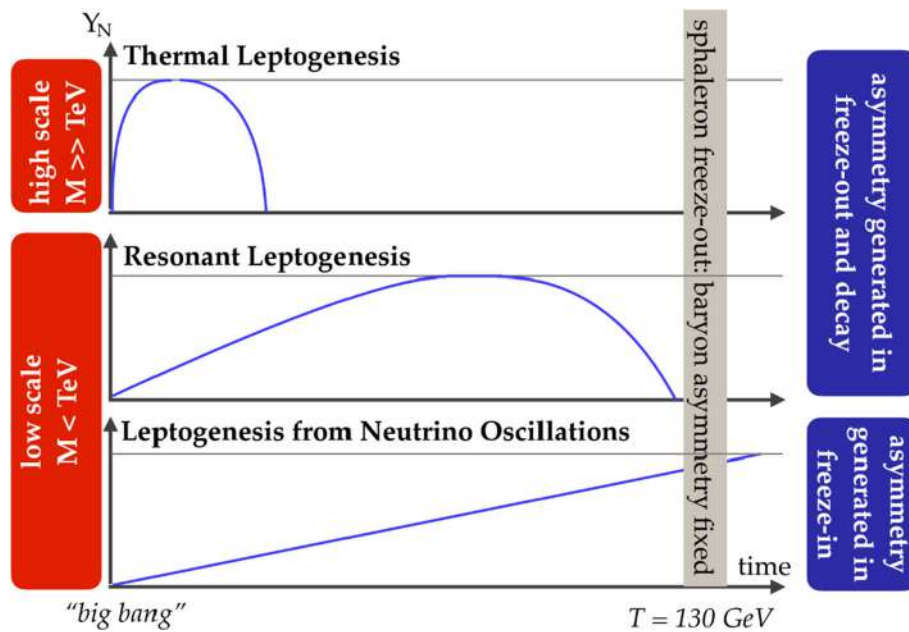 Y_N
Thermal Leptogenesis
high scale
M >> TeV
Resonant Leptogenesis
low scale
M < TeV
Leptogenesis from Neutrino Oscillations
sphaleron freeze-out: baryon asymmetry fixed
asymmetry generated in
freeze-out and decay
asymmetry
generated in
freeze-in
time
"big bang"
T = 130 GeV